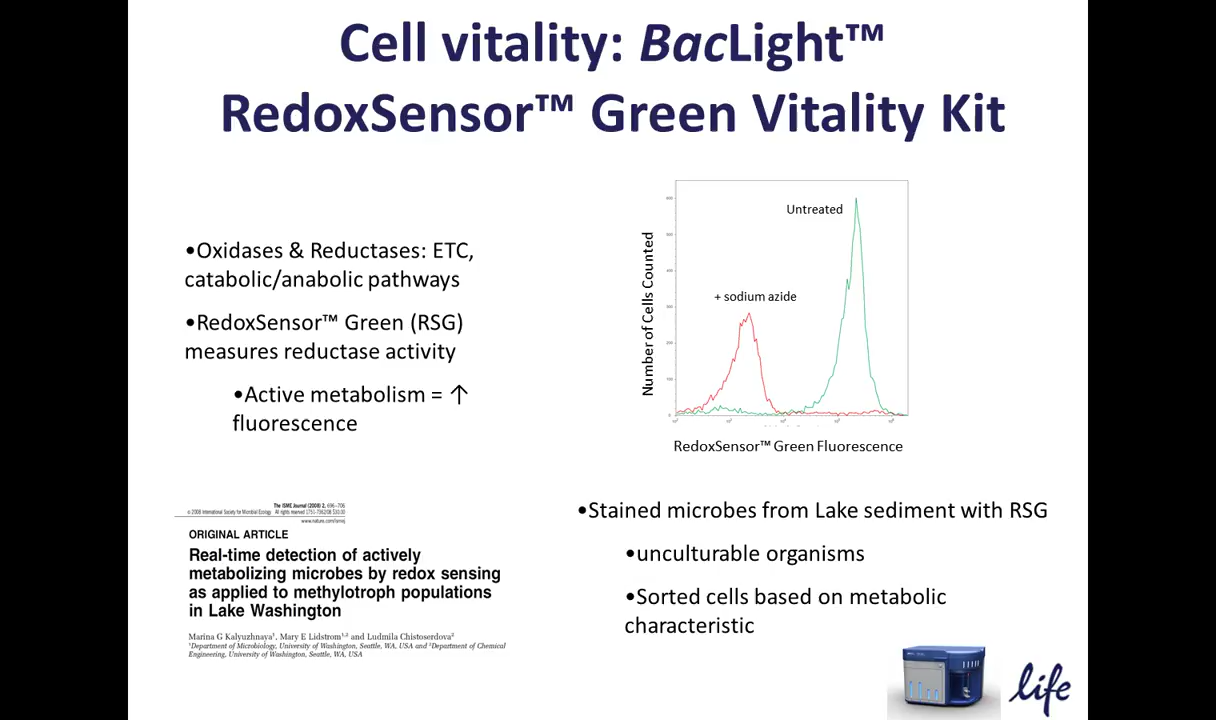 Cell vitality: BacLight™
RedoxSensor™ Green Vitality Kit
•Oxidases & Reductases: ETC,
catabolic/anabolic pathways
•RedoxSensor™ Green (RSG)
measures reductase activity
•Active metabolism = ↑
fluorescence
Untreated
+ sodium azide
Number of Cells Counted
RedoxSensor™ Green Fluorescence
The ISME Journal (2008) 2, 696–706
© 2008 International Society for Microbial Ecology All rights reserved 1751-7362/08 $30.00
www.nature.com/ismej
ORIGINAL ARTICLE
Real-time detection of actively
metabolizing microbes by redox sensing
as applied to methylotroph populations
in Lake Washington
Marina G Kalyuzhnaya1, Mary E Lidstrom1,2 and Ludmila Chistoserdova2
1Department of Microbiology, University of Washington, Seattle, WA, USA and 2Department of Chemical
Engineering, University of Washington, Seattle, WA, USA
•Stained microbes from Lake sediment with RSG
•unculturable organisms
•Sorted cells based on metabolic
characteristic
life